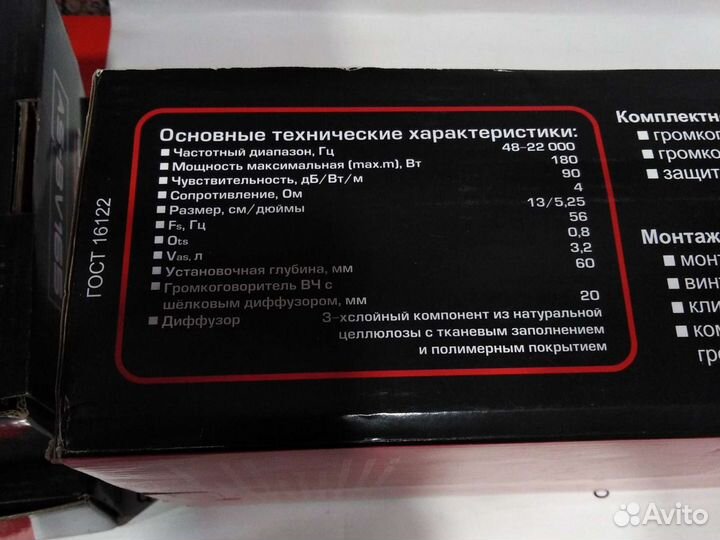 Основные технические характеристики:
Частотный диапазон, Гц 48-22 000
Мощность максимальная (max.m), Вт 180
Чувствительность, дБ/Вт/м 90
Сопротивление, Ом 4
Размер, см/дюймы 13/5,25
Fs, Гц 56
Qts 0,8
Vas, л 3,2
Установочная глубина, мм 60
Громкоговоритель ВЧ с
шёлковым диффузором, мм 20
Диффузор 3-хслойный компонент из натуральной
целлюлозы с тканевым заполнением
и полимерным покрытием
ГОСТ 16122
Комплектно
громког
громко
защит
Монтаж
мон
винт
кли
ком
гро
Avito